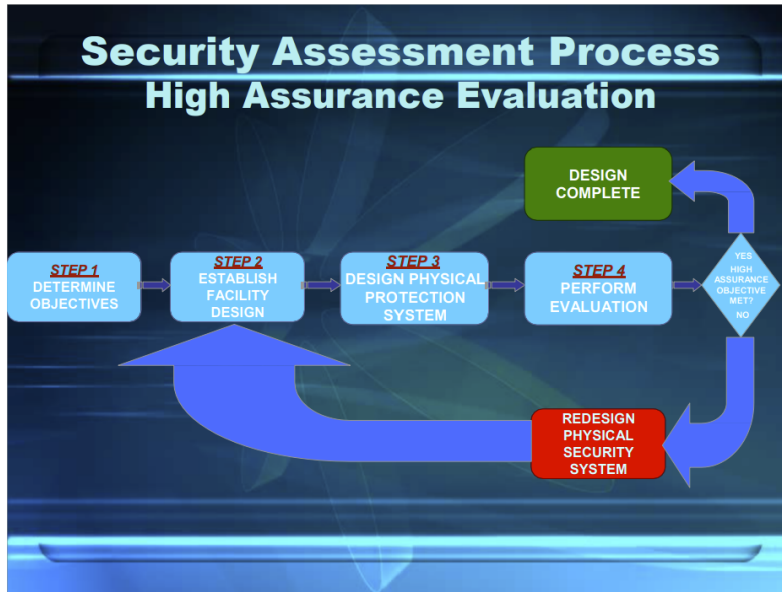 Security Assessment Process
High Assurance Evaluation
DESIGN
COMPLETE
STEP 1
DETERMINE
OBJECTIVES
STEP 2
ESTABLISH
FACILITY
DESIGN
STEP 3
DESIGN PHYSICAL
PROTECTION
SYSTEM
STEP 4
PERFORM
EVALUATION
YES
HIGH
ASSURANCE
OBJECTIVE
MET?
NO
REDESIGN
PHYSICAL
SECURITY
SYSTEM